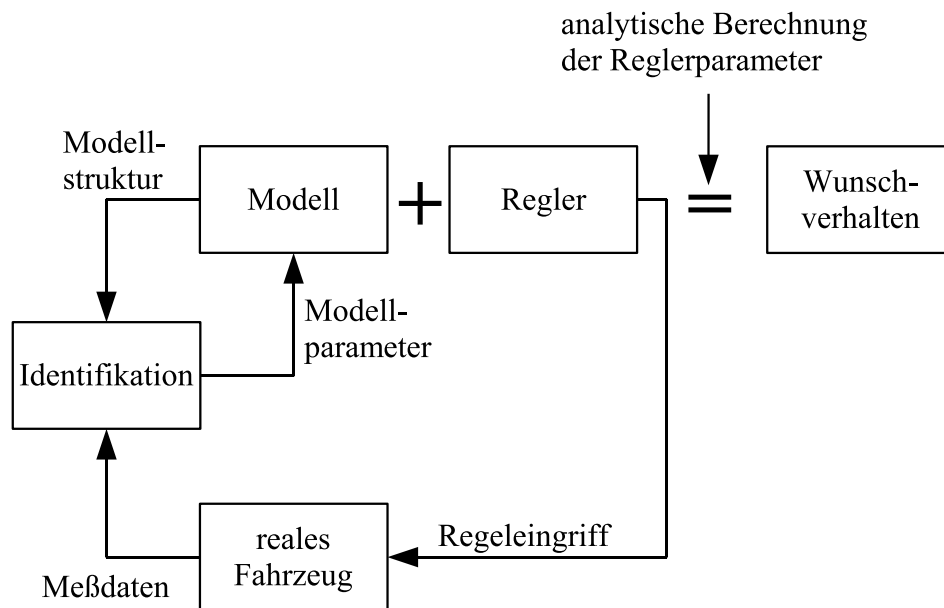 analytische Berechnung
der Reglerparameter
Modell-
struktur
Modell
+
Regler
=
Wunsch-
verhalten
Modell-
parameter
Identifikation
reales
Fahrzeug
Regeleingriff
Meßdaten